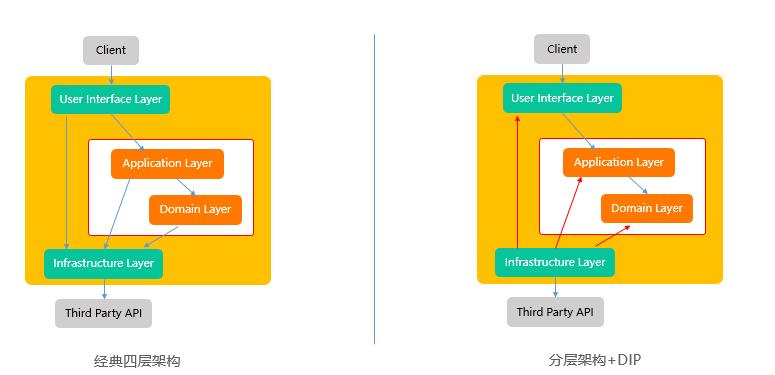 Client
User Interface Layer
Application Layer
Domain Layer
Infrastructure Layer
Third Party API
经典四层架构
Client
User Interface Layer
Application Layer
Domain Layer
Infrastructure Layer
Third Party API
分层架构+DIP